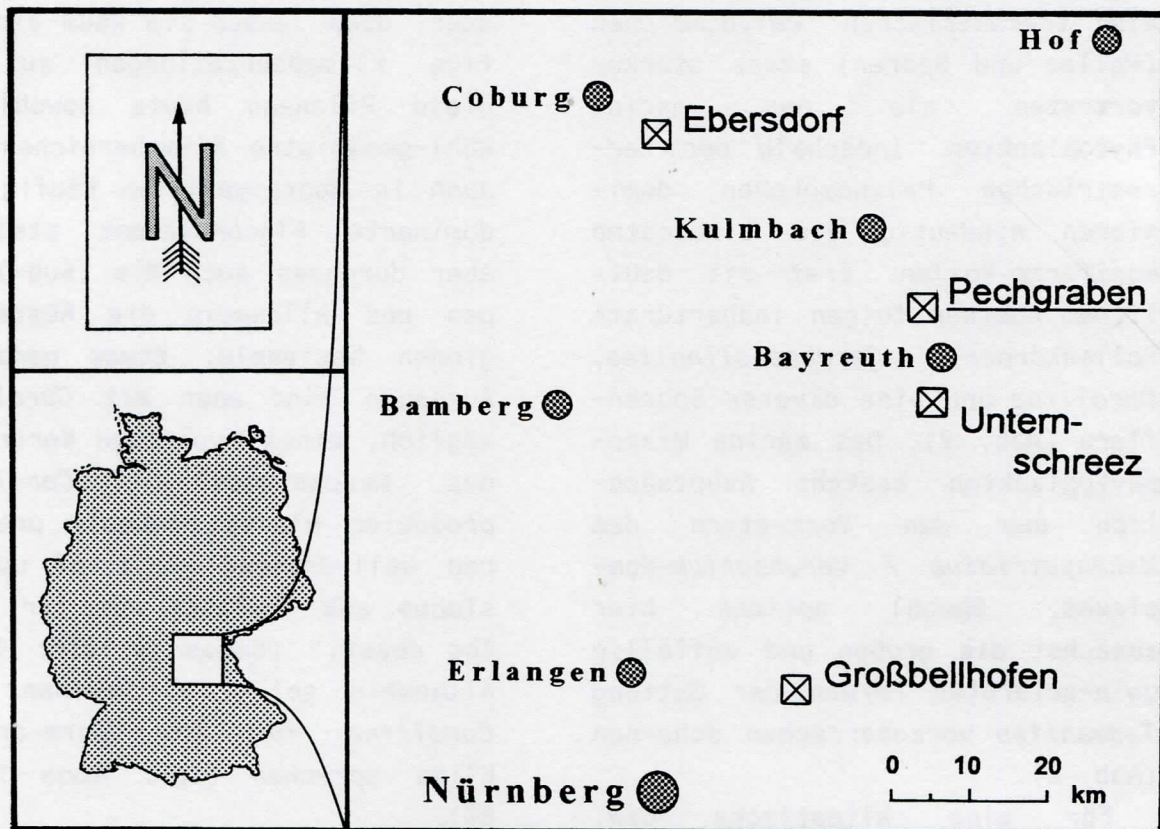 N
Hof
Coburg
Ebersdorf
Kulmbach
Pechgraben
Bayreuth
Bamberg
Untern-
schreez
Erlangen
Großbellhofen
Nürnberg
0 10 20
km